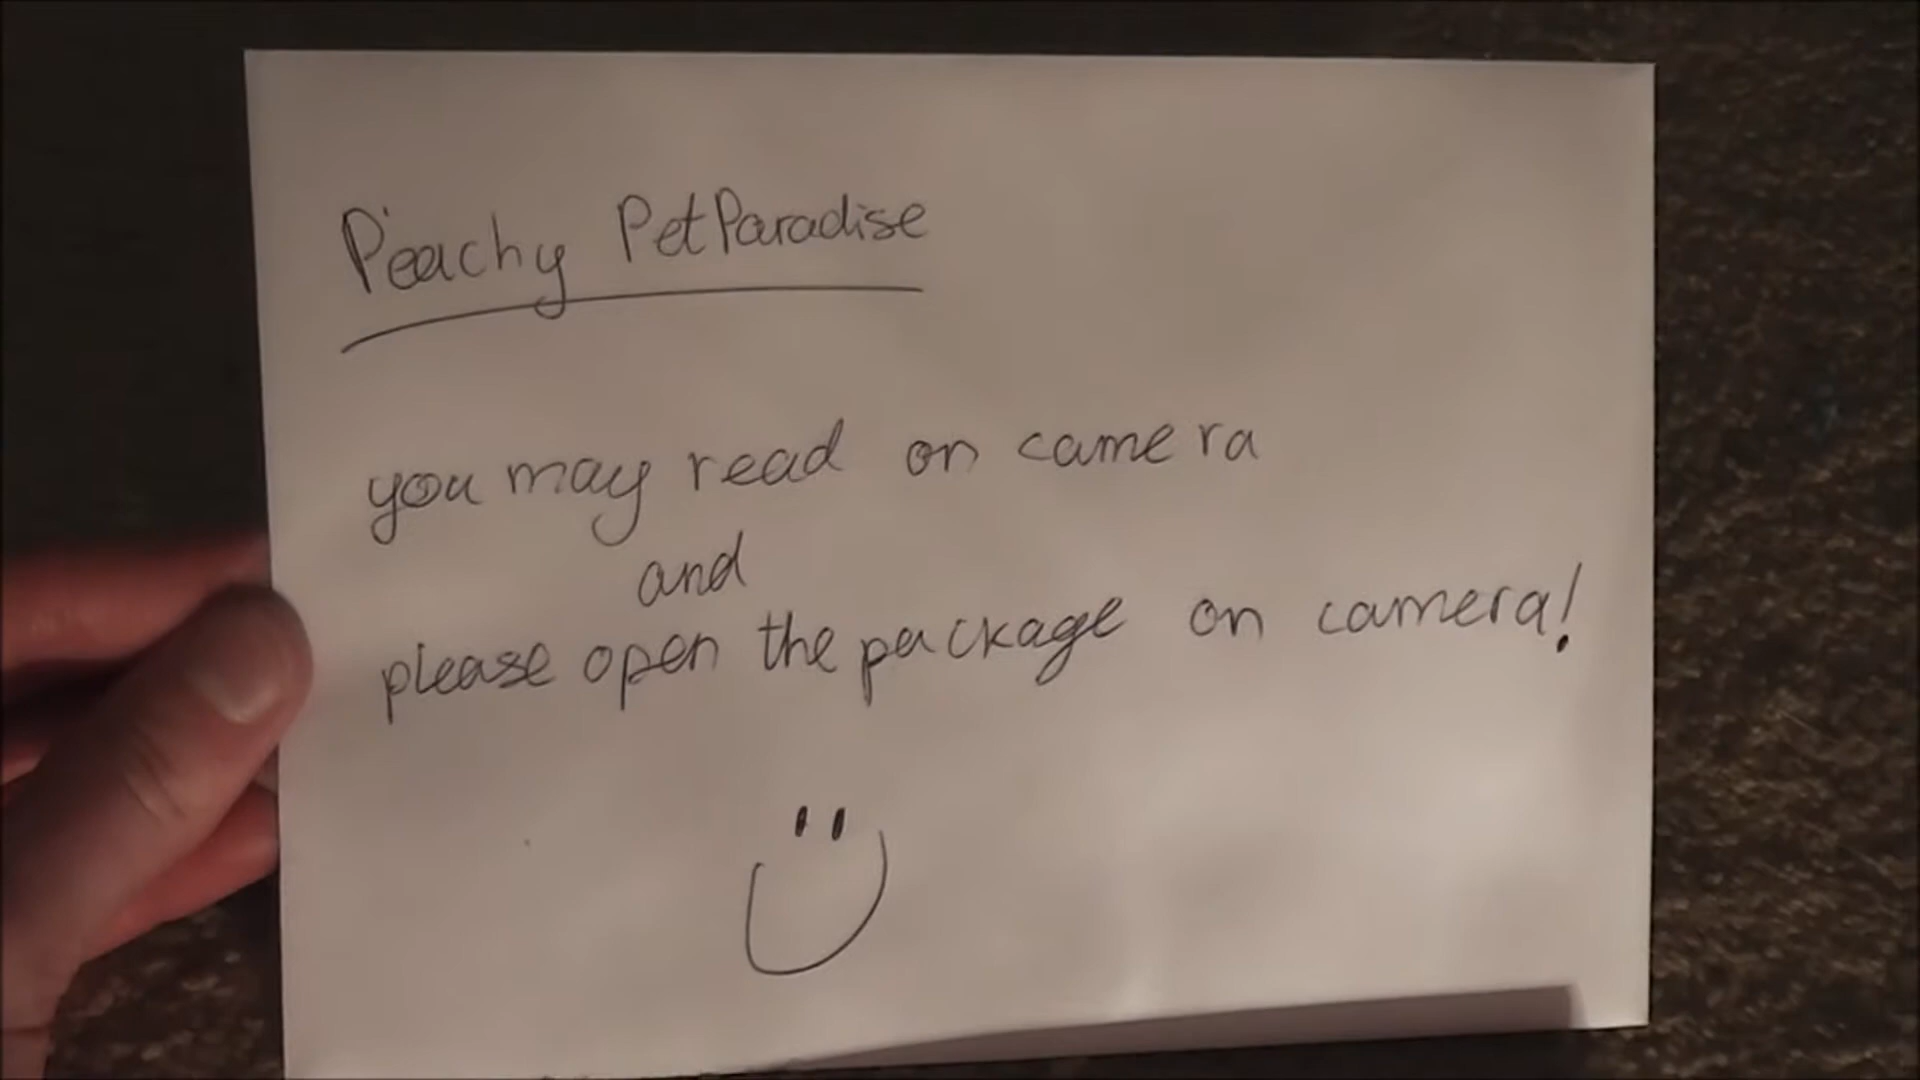 Peachy PetParadise
you may read on camera
and
please open the package on camera!